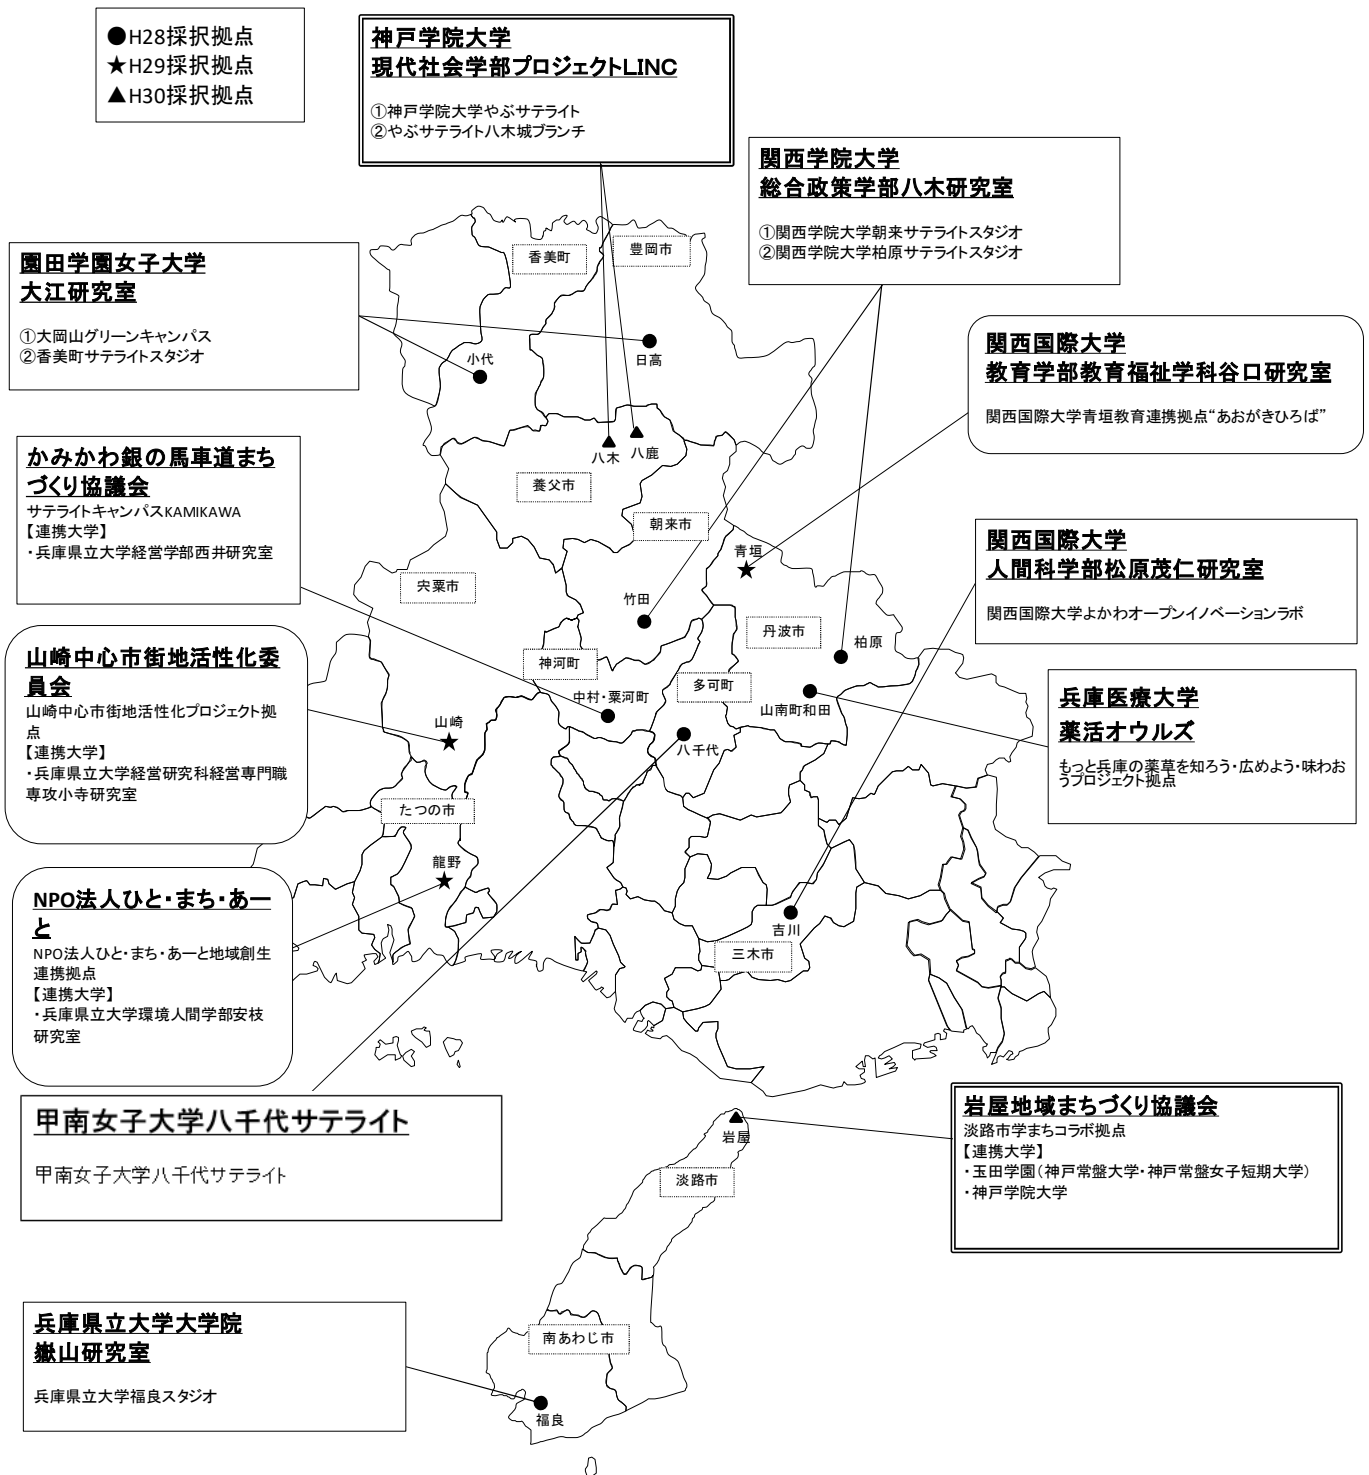 ●H28採択拠点
★H29採択拠点
▲H30採択拠点
神戸学院大学
現代社会学部プロジェクトLINC
①神戸学院大学やぶサテライト
②やぶサテライト八木城ブランチ
関西学院大学
総合政策学部八木研究室
①関西学院大学朝来サテライトスタジオ
②関西学院大学柏原サテライトスタジオ
園田学園女子大学
大江研究室
①大岡山グリーンキャンパス
②香美町サテライトスタジオ
関西国際大学
教育学部教育福祉学科谷口研究室
関西国際大学青垣教育連携拠点“あおがきひろば”
かみかわ銀の馬車道まち
づくり協議会
サテライトキャンパスKAMIKAWA
【連携大学】
・兵庫県立大学経営学部西井研究室
関西国際大学
人間科学部松原茂仁研究室
関西国際大学よかわオープンイノベーションラボ
山崎中心市街地活性化委
員会
山崎中心市街地活性化プロジェクト拠
点
【連携大学】
・兵庫県立大学経営研究科経営専門職
専攻小寺研究室
兵庫医療大学
薬活オウルズ
もっと兵庫の薬草を知ろう・広めよう・味わお
うプロジェクト拠点
NPO法人ひと・まち・あー
と
NPO法人ひと・まち・あーと地域創生
連携拠点
【連携大学】
・兵庫県立大学環境人間学部安枝
研究室
甲南女子大学八千代サテライト
甲南女子大学八千代サテライト
岩屋地域まちづくり協議会
淡路市学まちコラボ拠点
【連携大学】
・玉田学園（神戸常盤大学・神戸常盤女子短期大学）
・神戸学院大学
兵庫県立大学大学院
嶽山研究室
兵庫県立大学福良スタジオ
香美町
豊岡市
小代
日高
八木
八鹿
養父市
朝来市
青垣
宍粟市
竹田
丹波市
柏原
神河町
多可町
中村・粟河町
山南町和田
山崎
八千代
たつの市
龍野
吉川
三木市
岩屋
淡路市
南あわじ市
福良